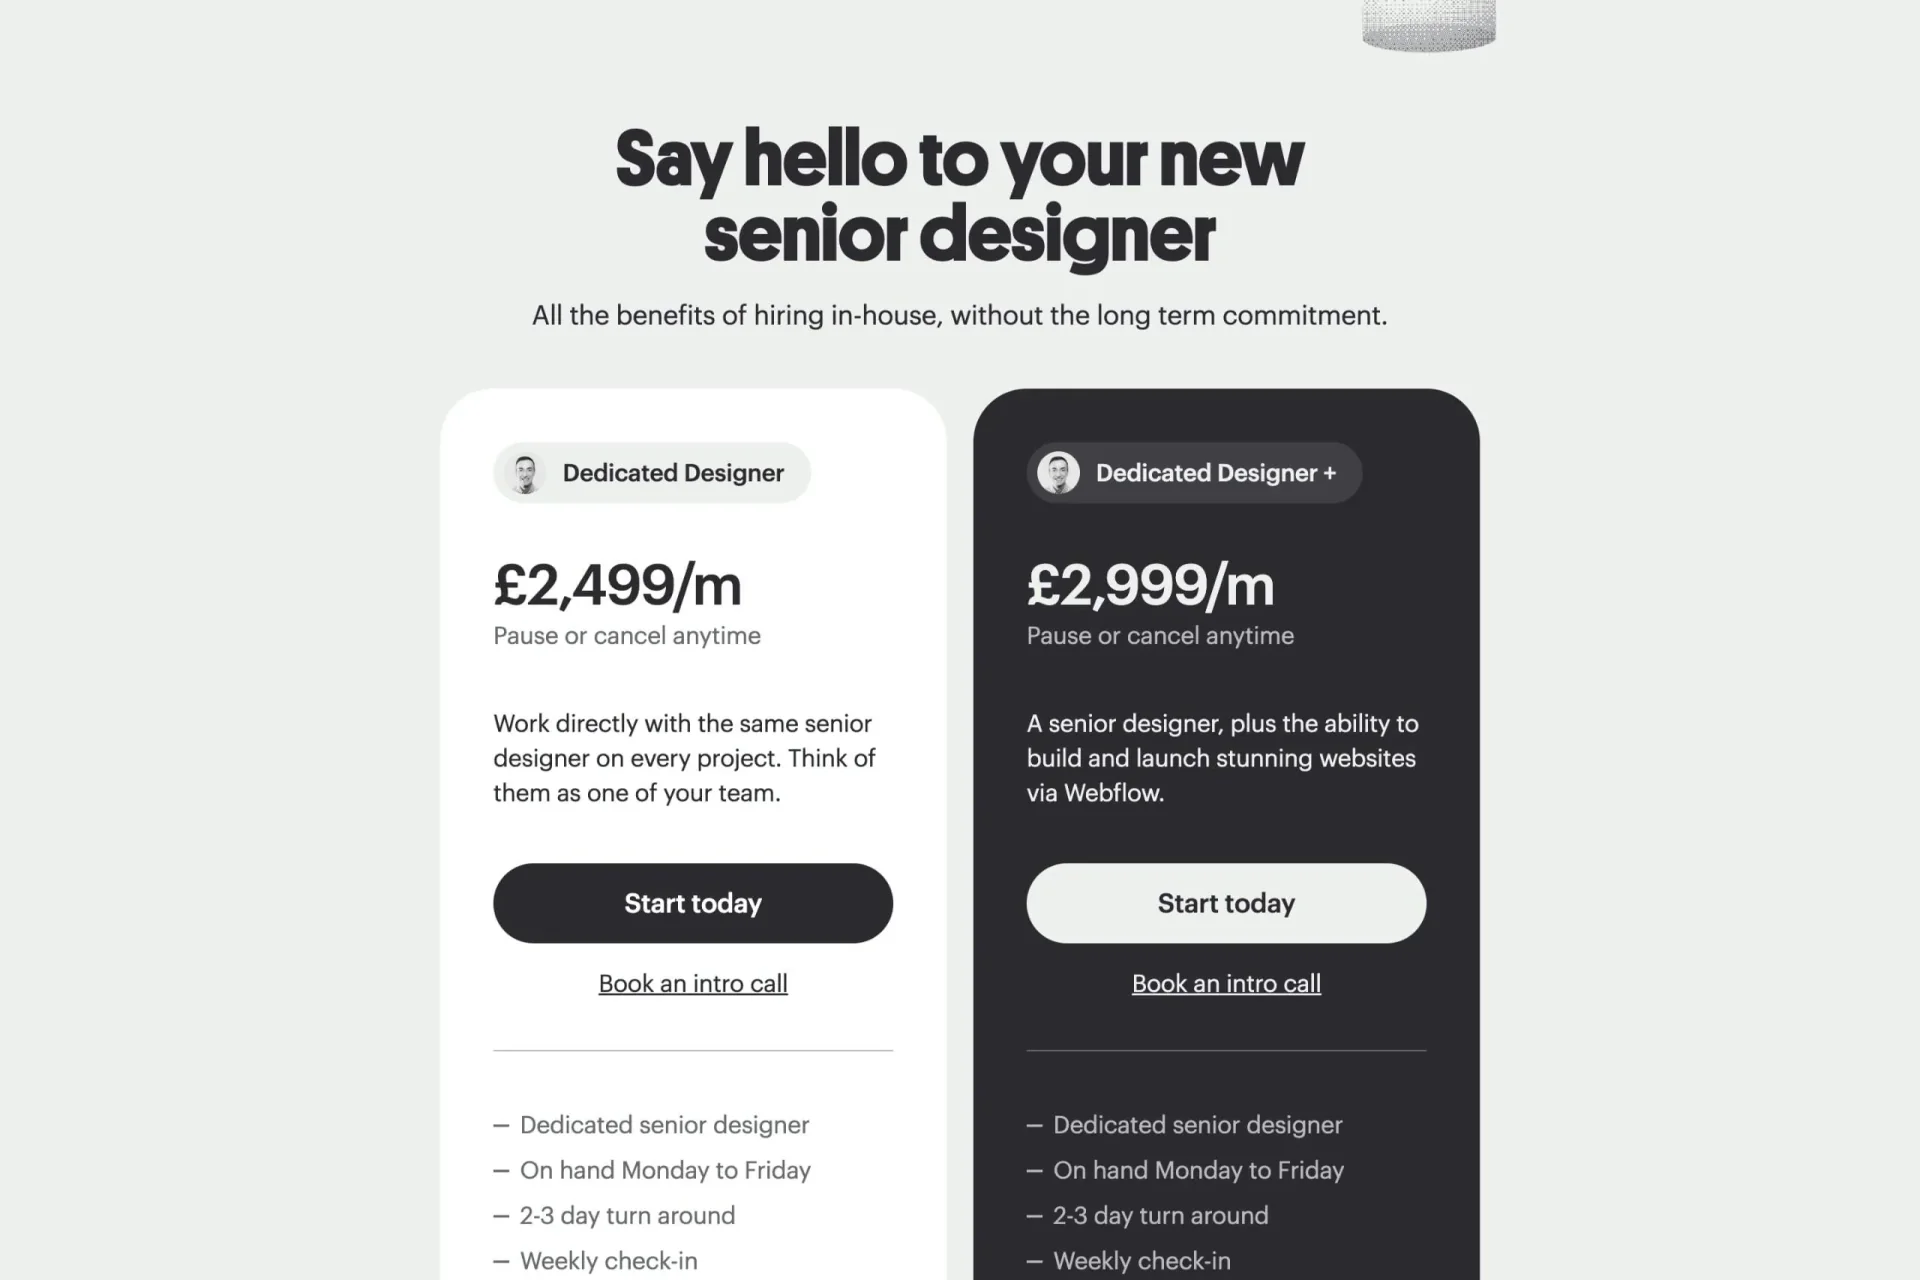 Say hello to your new
senior designer
All the benefits of hiring in-house, without the long term commitment.
Dedicated Designer
£2,499/m
Pause or cancel anytime
Work directly with the same senior
designer on every project. Think of
them as one of your team.
Start today
Book an intro call
— Dedicated senior designer
— On hand Monday to Friday
— 2-3 day turn around
— Weekly check-in
Dedicated Designer +
£2,999/m
Pause or cancel anytime
A senior designer, plus the ability to
build and launch stunning websites
via Webflow.
Start today
Book an intro call
— Dedicated senior designer
— On hand Monday to Friday
— 2-3 day turn around
— Weekly check-in